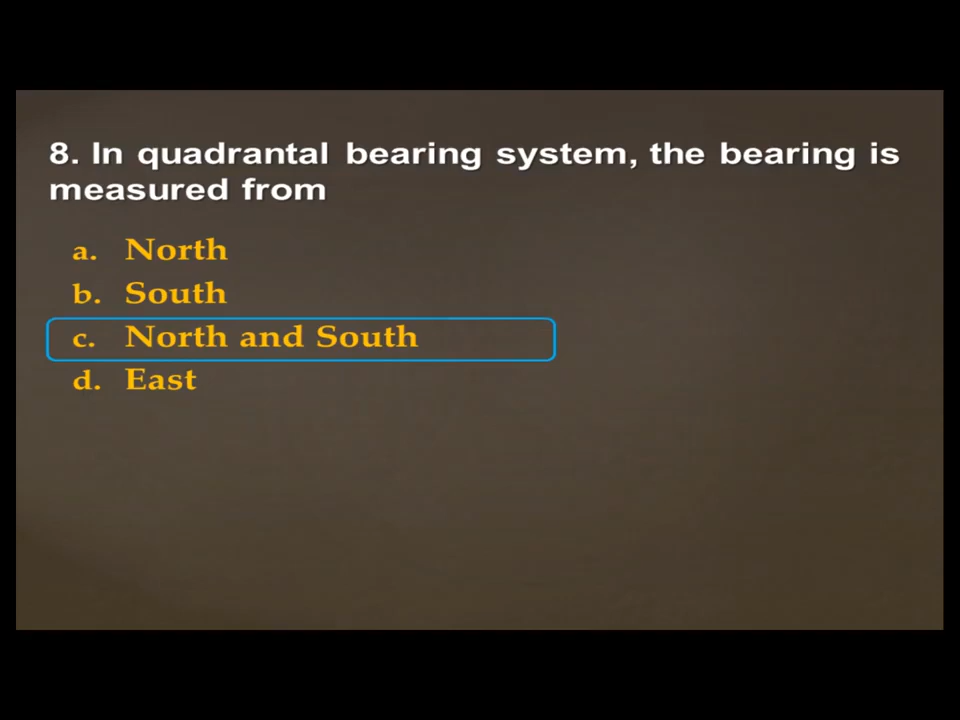 8. In quadrantal bearing system, the bearing is
measured from
a. North
b. South
c. North and South
d. East